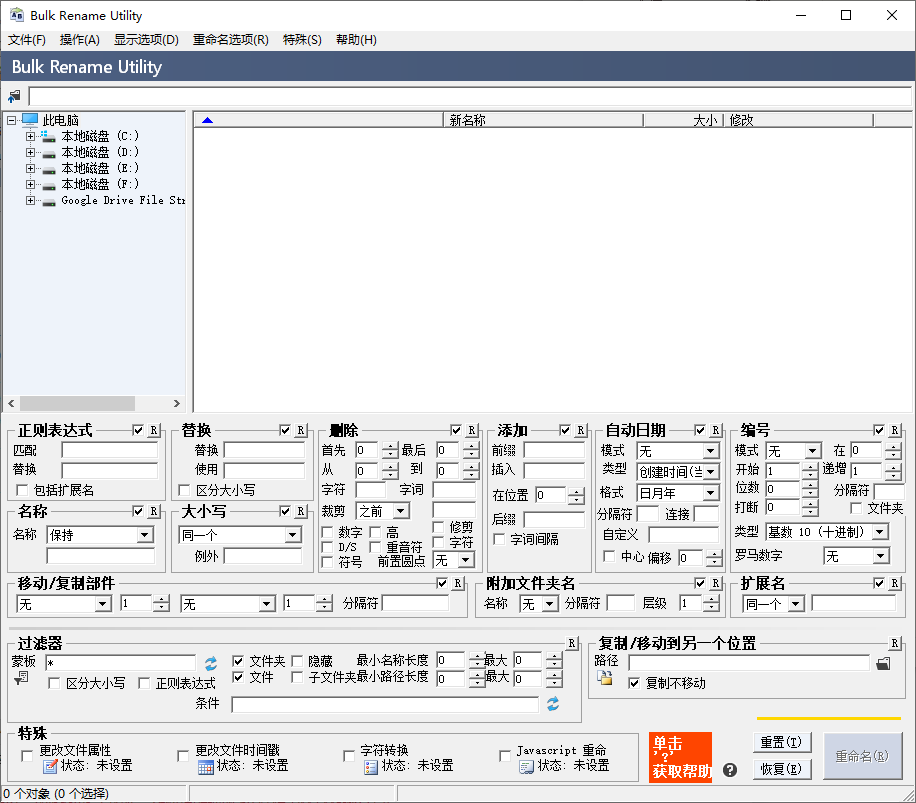 Bulk Rename Utility
文件(F) 操作(A) 显示选项(D) 重命名选项(R) 特殊(S) 帮助(H)
Bulk Rename Utility
此电脑
本地磁盘 (C:)
本地磁盘 (D:)
本地磁盘 (E:)
本地磁盘 (F:)
Google Drive File Str
新名称 大小 修改
正则表达式 R
匹配
替换
包括扩展名
替换 R
替换
使用
区分大小写
名称 R
名称 保持
大小写 R
同一个
例外
删除 R
首先 0 最后 0
从 0 到 0
字符 字词
裁剪 之前
数字 高 修剪
D/S 重音符 字符
符号 前置圆点 无
添加 R
前缀
插入
在位置 0
后缀
字词间隔
自动日期 R
模式 无
类型 创建时间(当
格式 日月年
分隔符 连接
自定义
中心 偏移 0
编号 R
模式 无 在 0
开始 1 递增 1
位数 0 分隔符
打断 0 文件夹
类型 基数 10 (十进制)
罗马数字 无
移动/复制部件 R
无 1 无 1 分隔符
附加文件夹名 R
名称 无 分隔符 层级 1
扩展名 R
同一个
过滤器 R
蒙板 * 文件夹 隐藏 最小名称长度 0 最大 0
区分大小写 正则表达式 文件 子文件夹 最小路径长度 0 最大 0
条件
复制/移动到另一个位置 R
路径
复制不移动
特殊
更改文件属性 更改文件时间戳 字符转换 Javascript 重命
状态: 未设置 状态: 未设置 状态: 未设置 状态: 未设置
单击
'?'
获取帮助
重置(T)
恢复(E)
重命名(R)
0 个对象 (0 个选择)